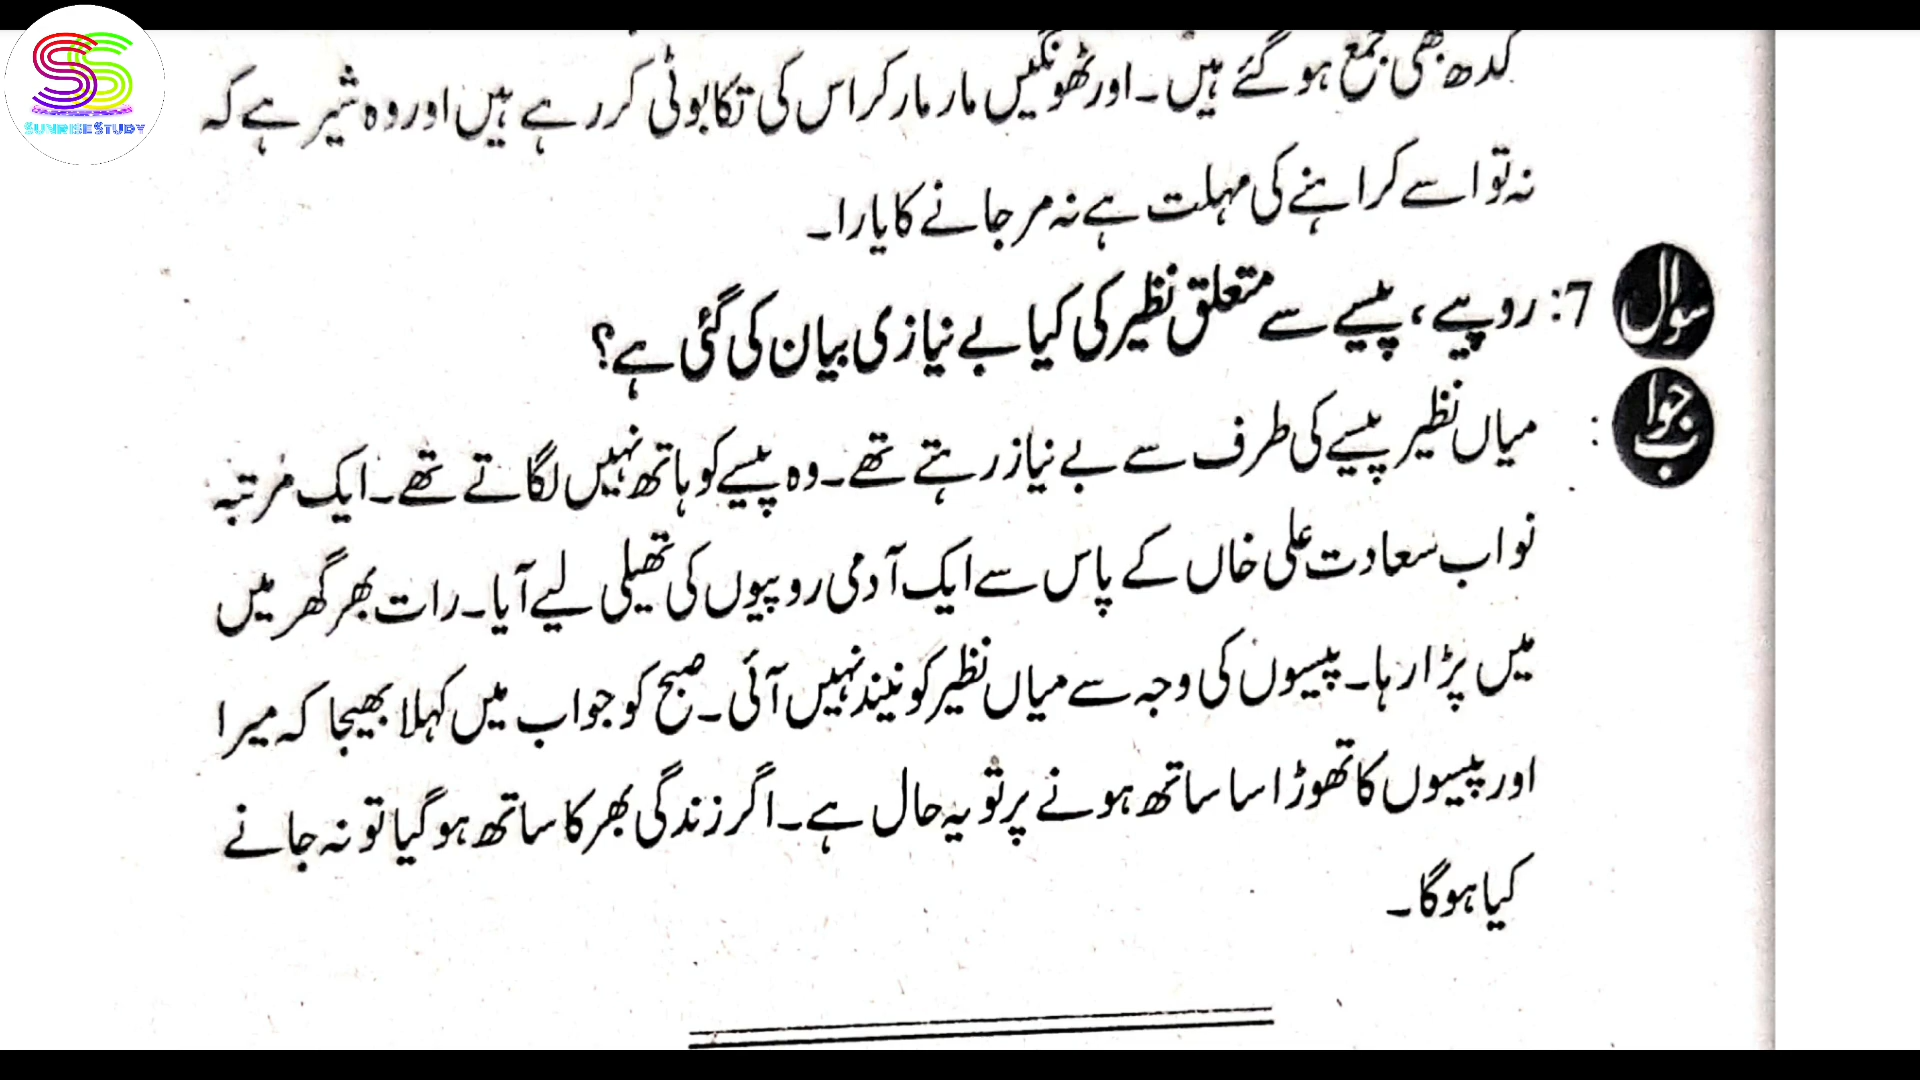 SS
SUNRISESTUDY
گدھ بھی جمع ہو گئے ہیں۔ اور ٹھونگیں مار مار کر اس کی تکا بوٹی کر رہے ہیں اور وہ شیر ہے کہ
نہ تو اسے کراہنے کی مہلت ہے نہ مر جانے کا یارا۔
سوال 7: روپیے، پیسے سے متعلق نظیر کی کیا بے نیازی بیان کی گئی ہے؟
جواب : میاں نظیر پیسے کی طرف سے بے نیاز رہتے تھے۔ وہ پیسے کو ہاتھ نہیں لگاتے تھے۔ ایک مرتبہ
نواب سعادت علی خاں کے پاس سے ایک آدمی روپیوں کی تھیلی لیے آیا۔ رات بھر گھر میں
میں پڑا رہا۔ پیسوں کی وجہ سے میاں نظیر کو نیند نہیں آئی۔ صبح کو جواب میں کہلا بھیجا کہ میرا
اور پیسوں کا تھوڑا سا ساتھ ہونے پر تو یہ حال ہے۔ اگر زندگی بھر کا ساتھ ہو گیا تو نہ جانے
کیا ہوگا۔